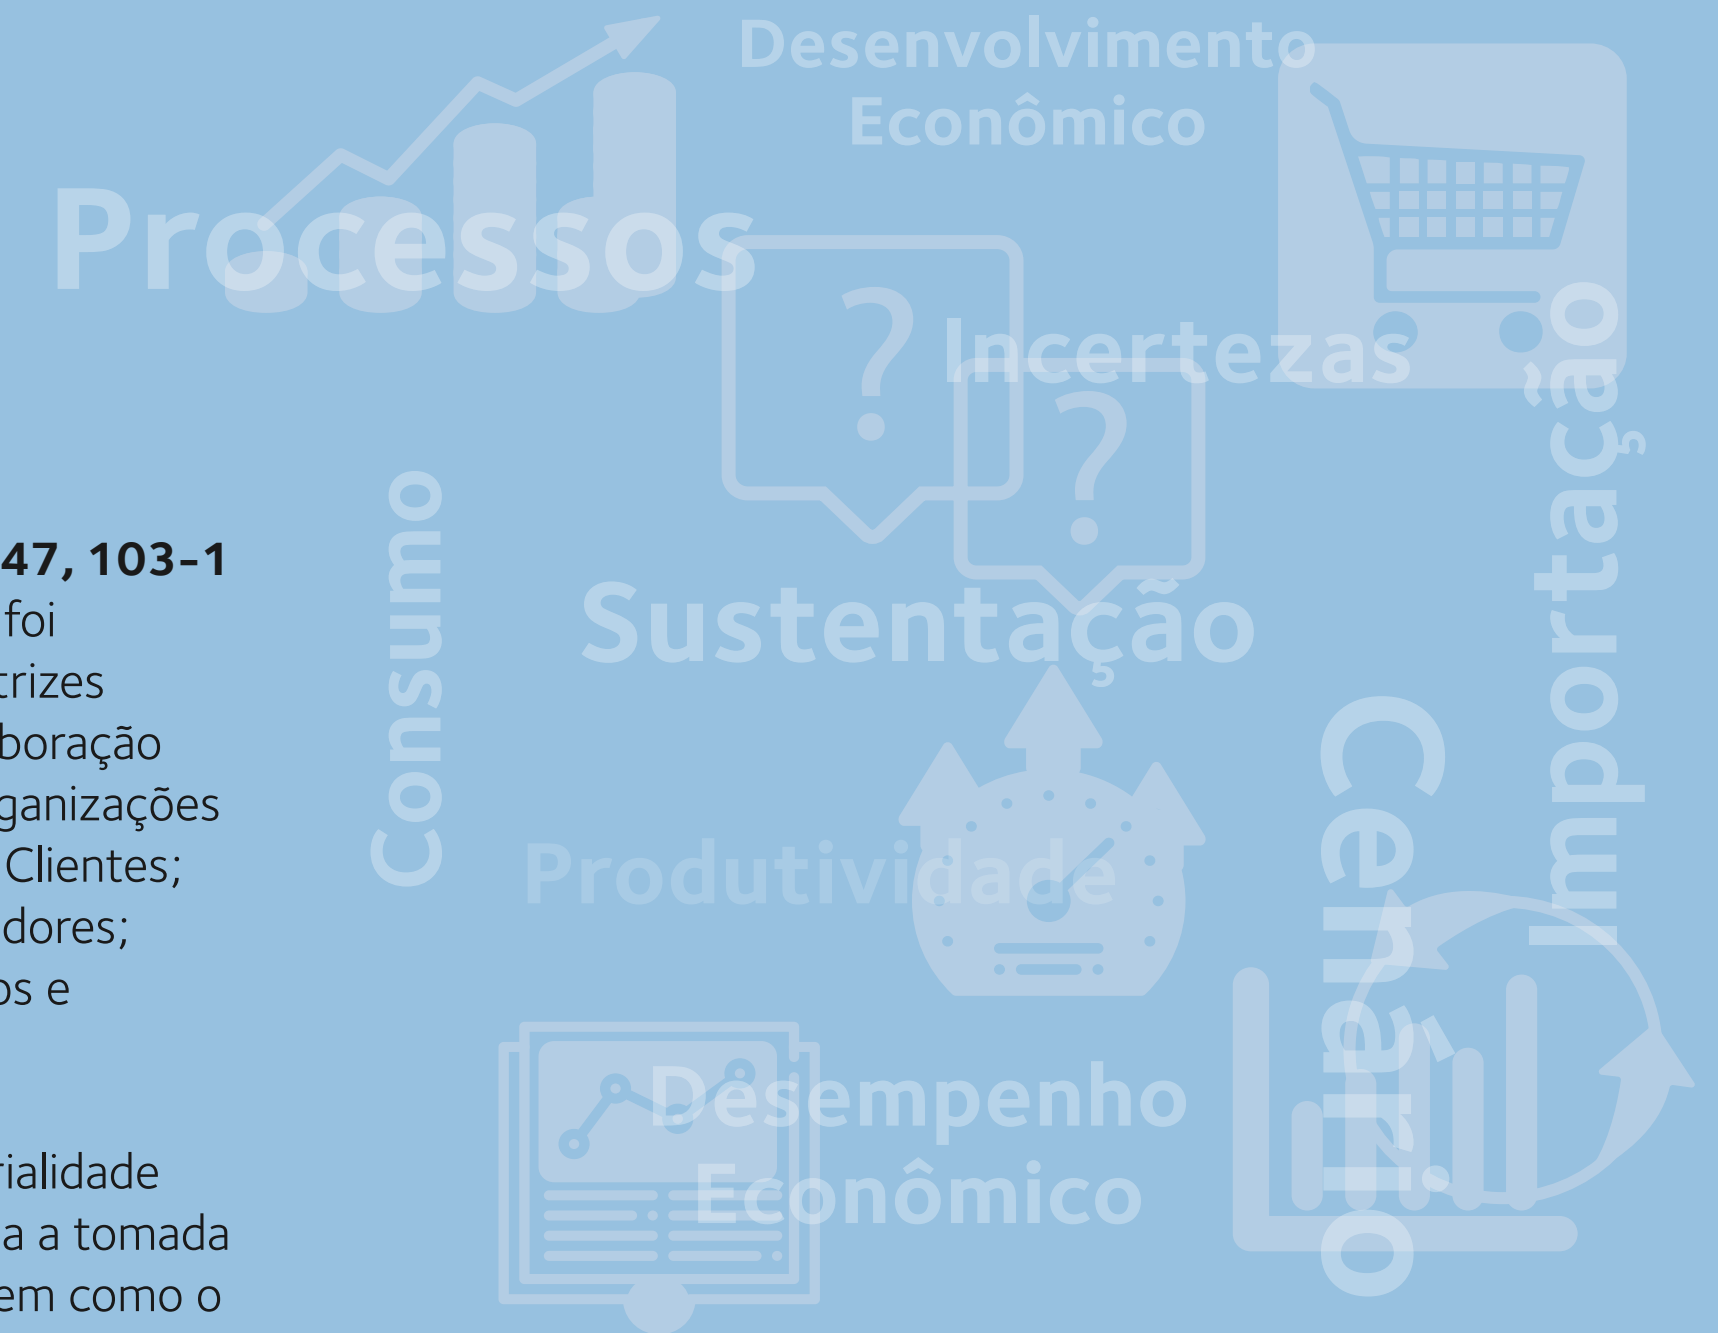 Desenvolvimento
Econômico
Processos
Incertezas
Importação
Consumo
Sustentação
Cenário
Produtividade
Desempenho
Econômico
47, 103-1
foi
trizes
boração
ganizações
Clientes;
dores;
os e
rialidade
a a tomada
em como o